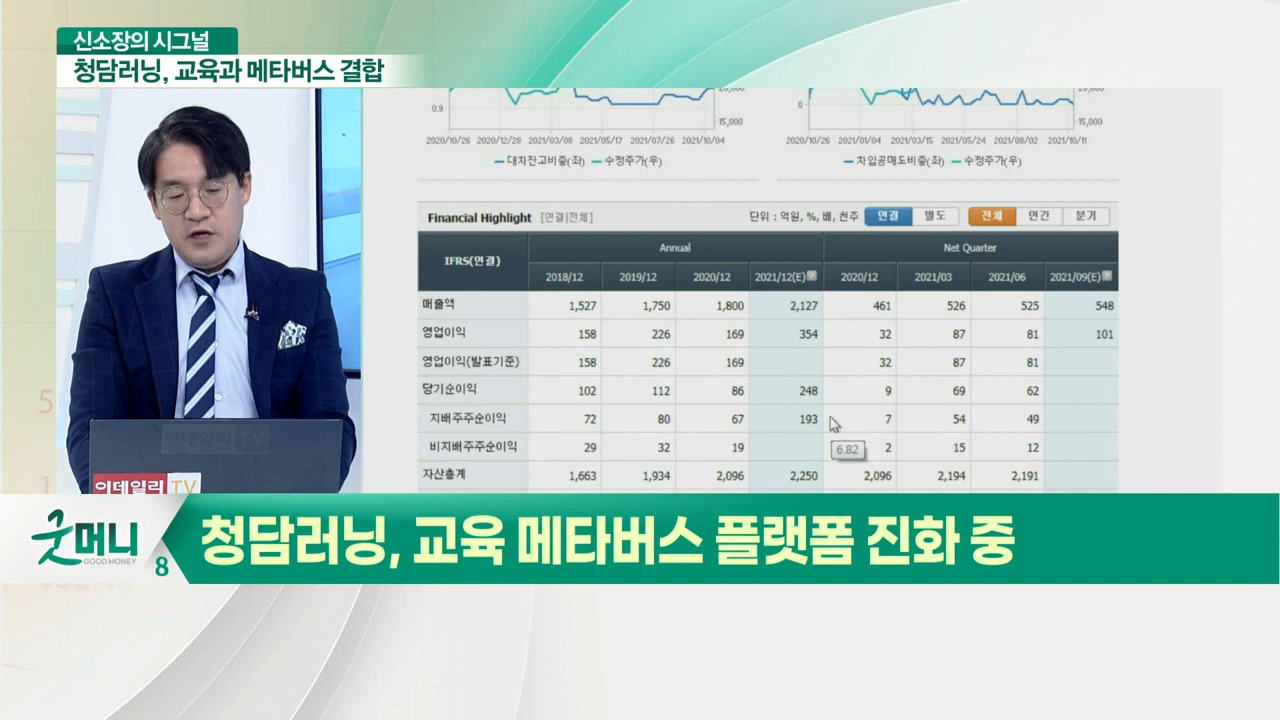 신소장의 시그널
청담러닝, 교육과 메타버스 결합
0.9
15,000
2020/10/26 2020/12/28 2021/03/08 2021/05/17 2021/07/26 2021/10/04
대차잔고비중(좌) 수정주가(우)
0
15,000
2020/10/26 2021/01/04 2021/03/15 2021/05/24 2021/08/02 2021/10/11
차입공매도비중(좌) 수정주가(우)
Financial Highlight [연결|전체] 단위 : 억원, %, 배, 천주 연결 별도 전체 연간 분기
IFRS(연결) Annual Net Quarter
2018/12 2019/12 2020/12 2021/12(E) 2020/12 2021/03 2021/06 2021/09(E)
매출액 1,527 1,750 1,800 2,127 461 526 525 548
영업이익 158 226 169 354 32 87 81 101
영업이익(발표기준) 158 226 169 32 87 81
당기순이익 102 112 86 248 9 69 62
지배주주순이익 72 80 67 193 7 54 49
비지배주주순이익 29 32 19 6.82 2 15 12
자산총계 1,663 1,934 2,096 2,250 2,096 2,194 2,191
이데일리 TV
이데일리 TV
굿머니
GOOD MONEY
8
청담러닝, 교육 메타버스 플랫폼 진화 중